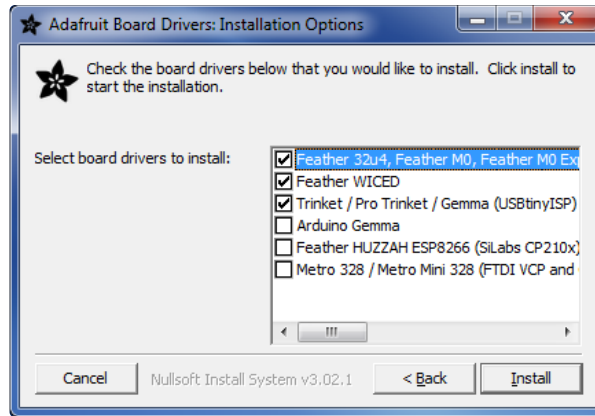 Adafruit Board Drivers: Installation Options
Check the board drivers below that you would like to install. Click install to
start the installation.
Select board drivers to install:
Feather 32u4, Feather M0, Feather M0
Feather WICED
Trinket / Pro Trinket / Gemma (USBtinyISP)
Arduino Gemma
Feather HUZZAH ESP8266 (SiLabs CP210x)
Metro 328 / Metro Mini 328 (FTDI VCP and
Cancel
Nullsoft Install System v3.02.1
< Back
Install